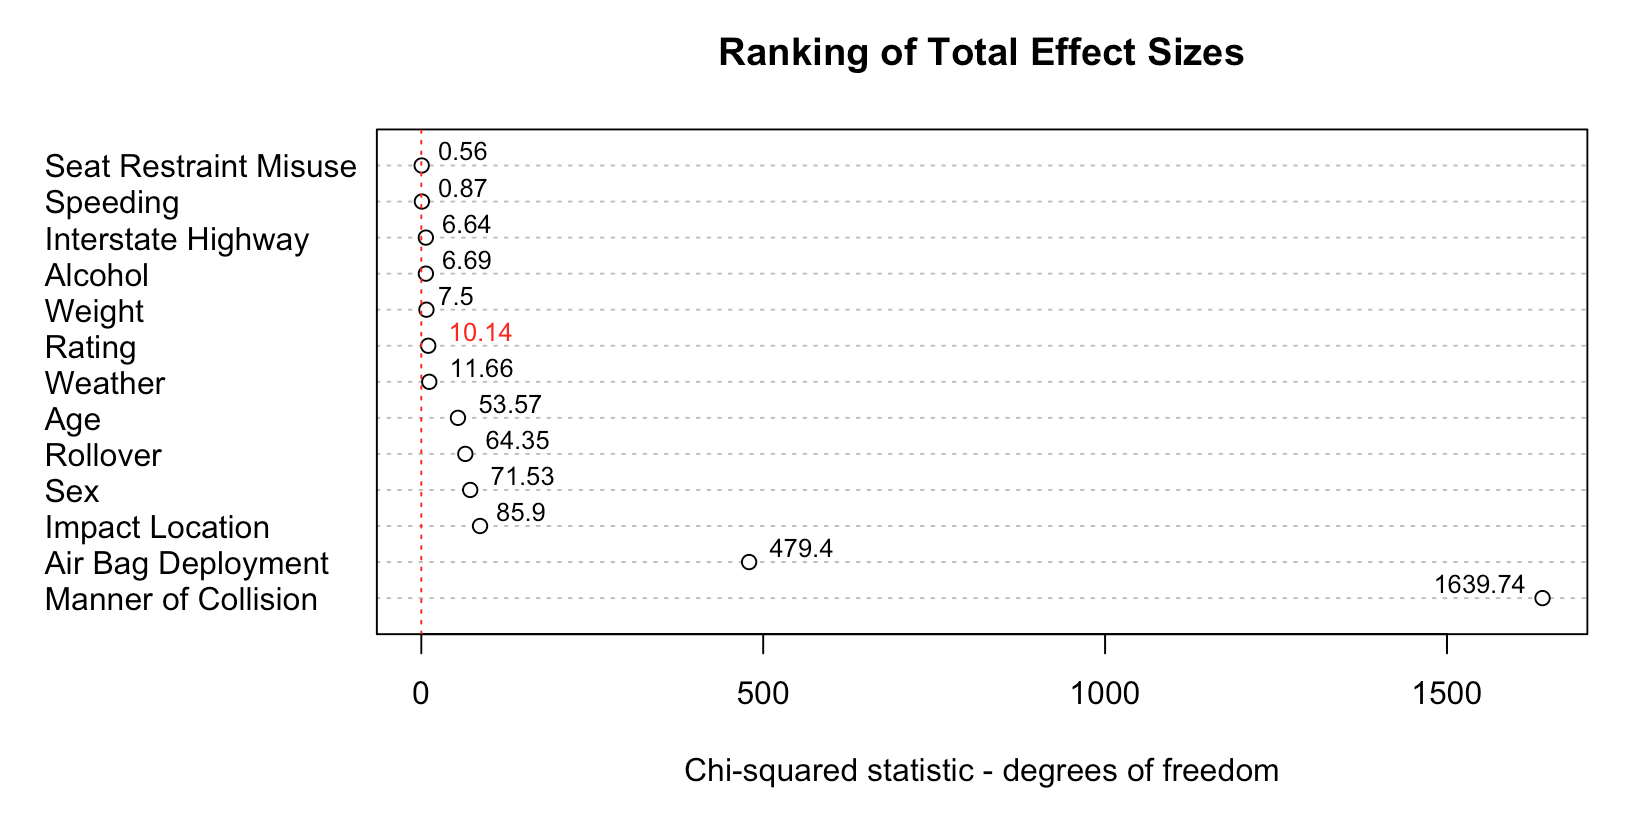 Ranking of Total Effect Sizes
Seat Restraint Misuse 0.56
Speeding 0.87
Interstate Highway 6.64
Alcohol 6.69
Weight 7.5
Rating 10.14
Weather 11.66
Age 53.57
Rollover 64.35
Sex 71.53
Impact Location 85.9
Air Bag Deployment 479.4
Manner of Collision 1639.74
0 500 1000 1500
Chi-squared statistic - degrees of freedom